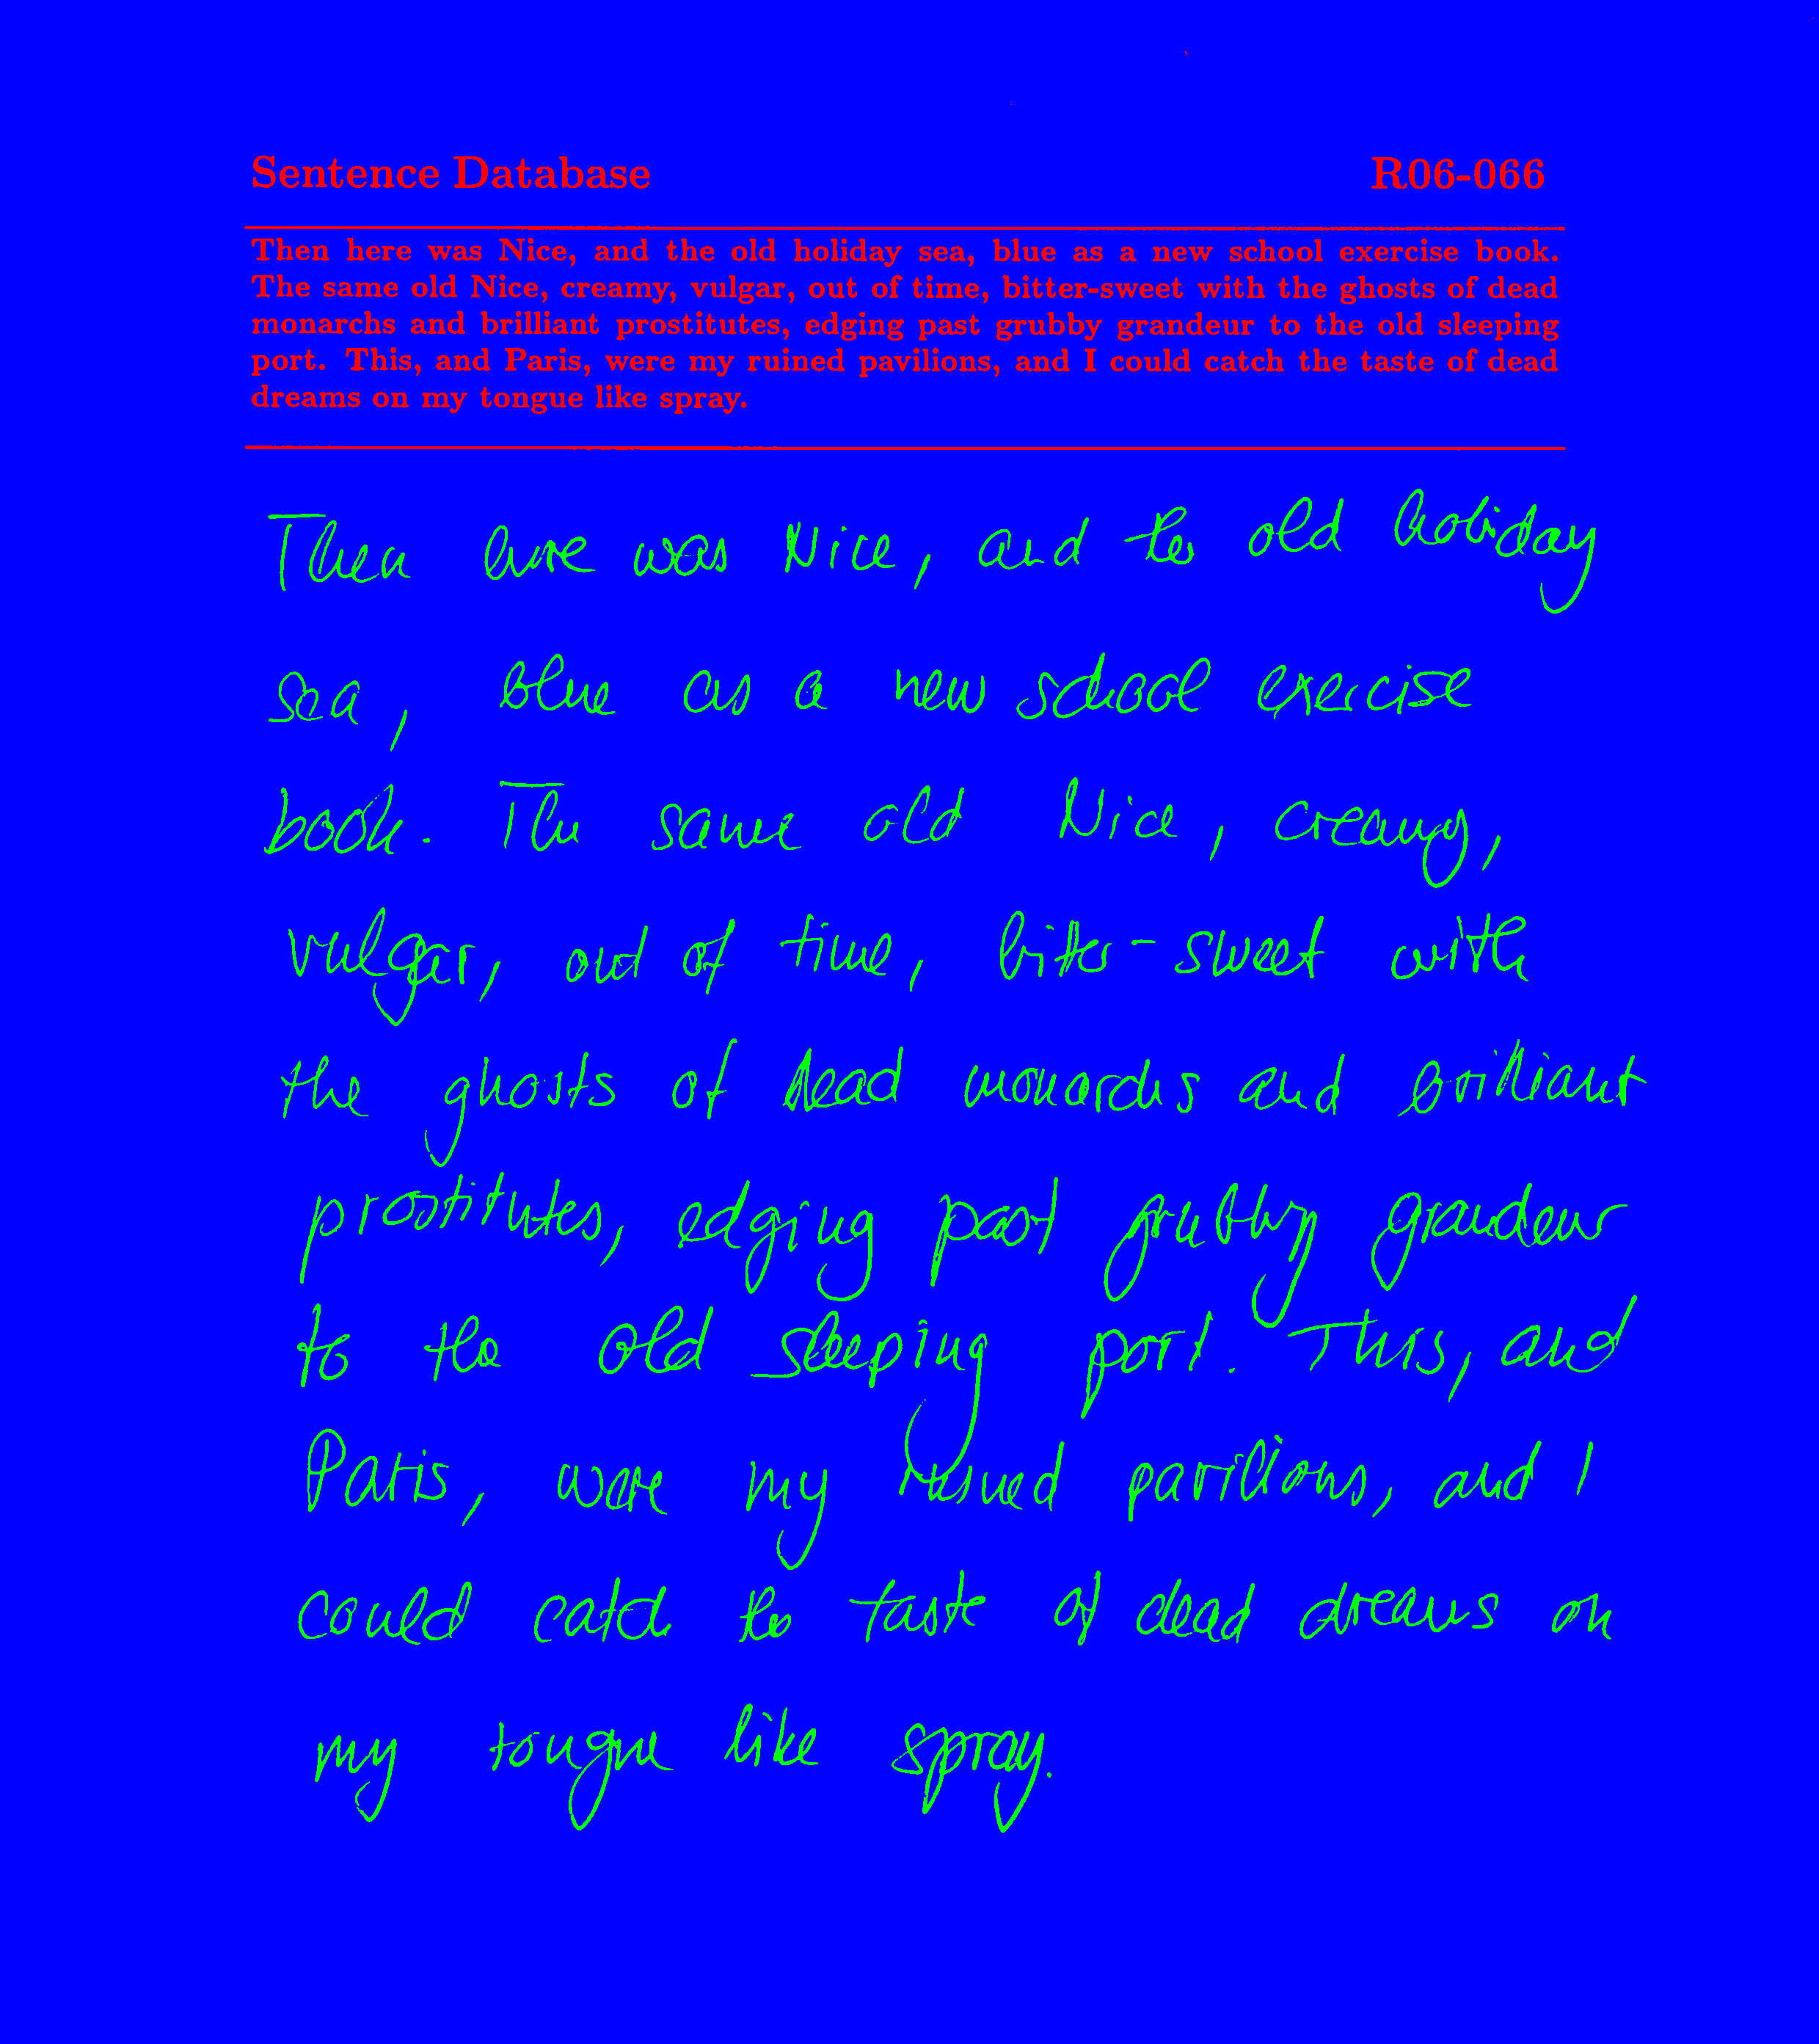 Sentence Database R06-066
Then here was Nice, and the old holiday sea, blue as a new school exercise book.
The same old Nice, creamy, vulgar, out of time, bitter-sweet with the ghosts of dead
monarchs and brilliant prostitutes, edging past grubby grandeur to the old sleeping
port. This, and Paris, were my ruined pavilions, and I could catch the taste of dead
dreams on my tongue like spray.
Then here was Nice, and the old holiday
sea, blue as a new school exercise
book. The same old Nice, creamy,
vulgar, out of time, bitter-sweet with
the ghosts of dead monarchs and brilliant
prostitutes, edging past grubby grandeur
to the old sleeping port. This, and
Paris, were my ruined pavilions, and I
could catch the taste of dead dreams on
my tongue like spray.